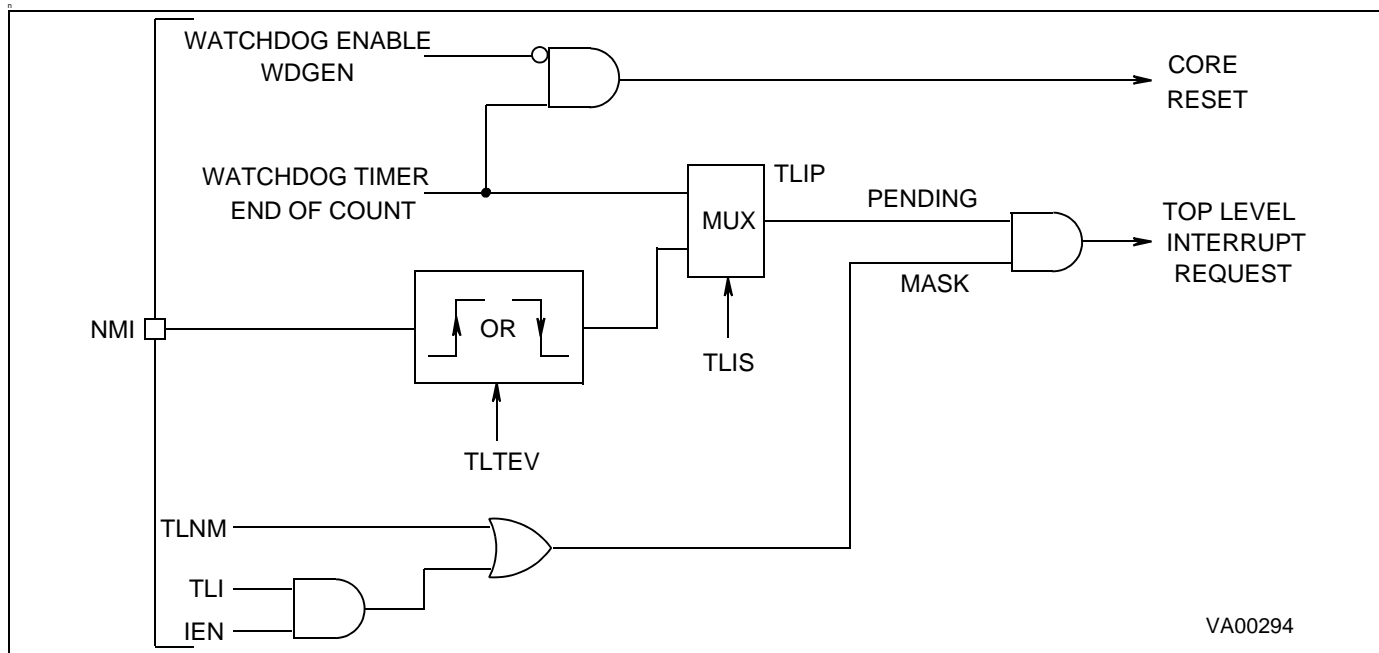 n
WATCHDOG ENABLE
WDGEN
CORE
RESET
WATCHDOG TIMER
END OF COUNT
TLIP
MUX
PENDING
TOP LEVEL
INTERRUPT
REQUEST
MASK
NMI
OR
TLIS
TLTEV
TLNM
TLI
IEN
VA00294